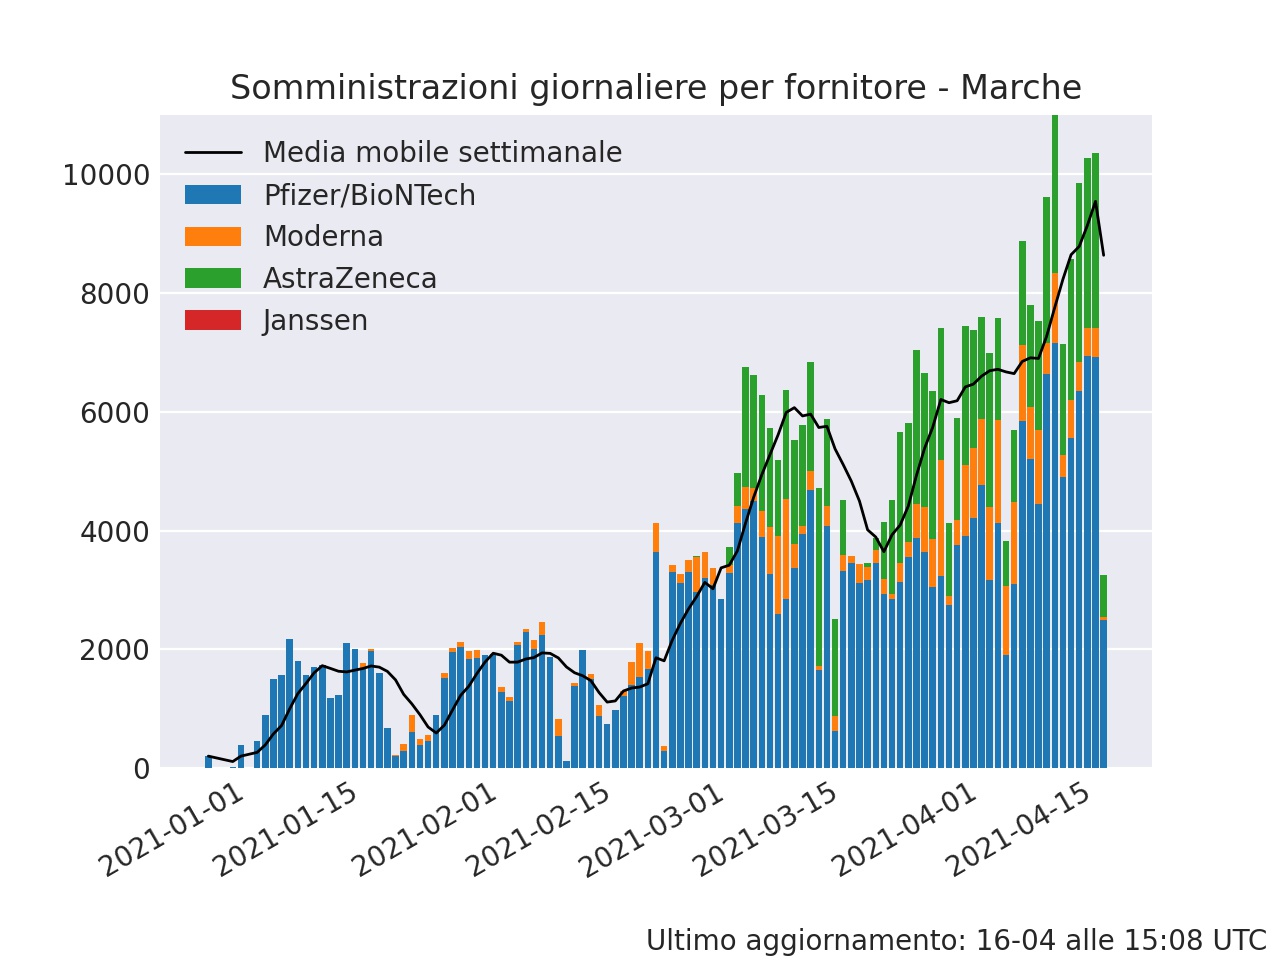 Somministrazioni giornaliere per fornitore - Marche
Media mobile settimanale
Pfizer/BioNTech
Moderna
AstraZeneca
Janssen
10000
8000
6000
4000
2000
0
2021-01-01
2021-01-15
2021-02-01
2021-02-15
2021-03-01
2021-03-15
2021-04-01
2021-04-15
Ultimo aggiornamento: 16-04 alle 15:08 UTC